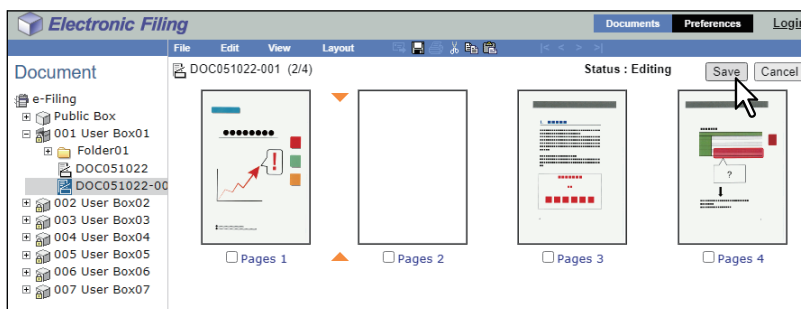 Electronic Filing
Documents
Preferences
Login
File Edit View Layout |< < > >|
Document
DOC051022-001 (2/4)
Status : Editing
Save
Cancel
e-Filing
Public Box
001 User Box01
Folder01
DOC051022
DOC051022-00
002 User Box02
003 User Box03
004 User Box04
005 User Box05
006 User Box06
007 User Box07
!
?
Pages 1
Pages 2
Pages 3
Pages 4